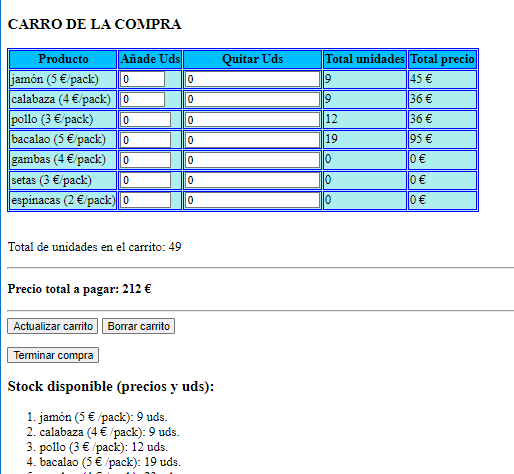 CARRO DE LA COMPRA
Producto Añade Uds Quitar Uds Total unidades Total precio
jamón (5 €/pack) 0 0 9 45 €
calabaza (4 €/pack) 0 0 9 36 €
pollo (3 €/pack) 0 0 12 36 €
bacalao (5 €/pack) 0 0 19 95 €
gambas (4 €/pack) 0 0 0 0 €
setas (3 €/pack) 0 0 0 0 €
espinacas (2 €/pack) 0 0 0 0 €
Total de unidades en el carrito: 49
Precio total a pagar: 212 €
Actualizar carrito Borrar carrito
Terminar compra
Stock disponible (precios y uds):
1. jamón (5 € /pack): 9 uds.
2. calabaza (4 € /pack): 9 uds.
3. pollo (3 € /pack): 12 uds.
4. bacalao (5 € /pack): 19 uds.